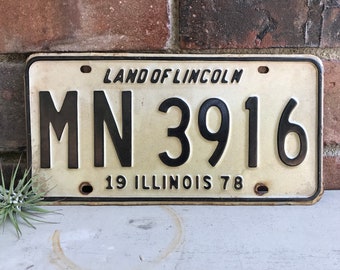 LAND OF LINCOLN
MN 3916
19 ILLINOIS 78